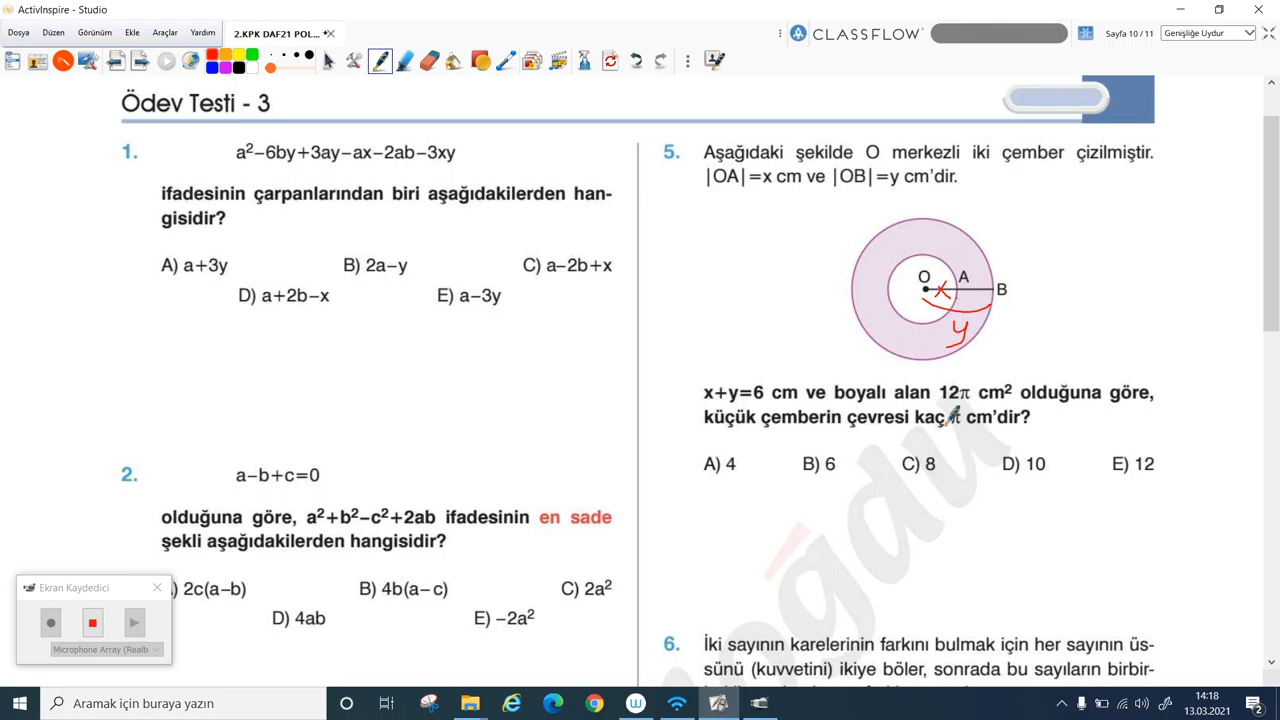 ActivInspire - Studio
Dosya Düzen Görünüm Ekle Araçlar Yardım
2.KPK DAF21 POL... *
CLASSFLOW
Sayfa 10 / 11
Genişliğe Uydur
Ödev Testi - 3
1. a²−6by+3ay−ax−2ab−3xy
ifadesinin çarpanlarından biri aşağıdakilerden han-
gisidir?
A) a+3y B) 2a−y C) a−2b+x
D) a+2b−x E) a−3y
2. a−b+c=0
olduğuna göre, a²+b²−c²+2ab ifadesinin en sade
şekli aşağıdakilerden hangisidir?
) 2c(a−b) B) 4b(a−c) C) 2a²
D) 4ab E) −2a²
5. Aşağıdaki şekilde O merkezli iki çember çizilmiştir.
|OA|=x cm ve |OB|=y cm'dir.
O A B
x
y
x+y=6 cm ve boyalı alan 12π cm² olduğuna göre,
küçük çemberin çevresi kaç π cm'dir?
A) 4 B) 6 C) 8 D) 10 E) 12
6. İki sayının karelerinin farkını bulmak için her sayının üs-
sünü (kuvvetini) ikiye böler, sonrada bu sayıların birbir-
Ekran Kaydedici
Microphone Array (Realte
Aramak için buraya yazın
14:18
13.03.2021
2